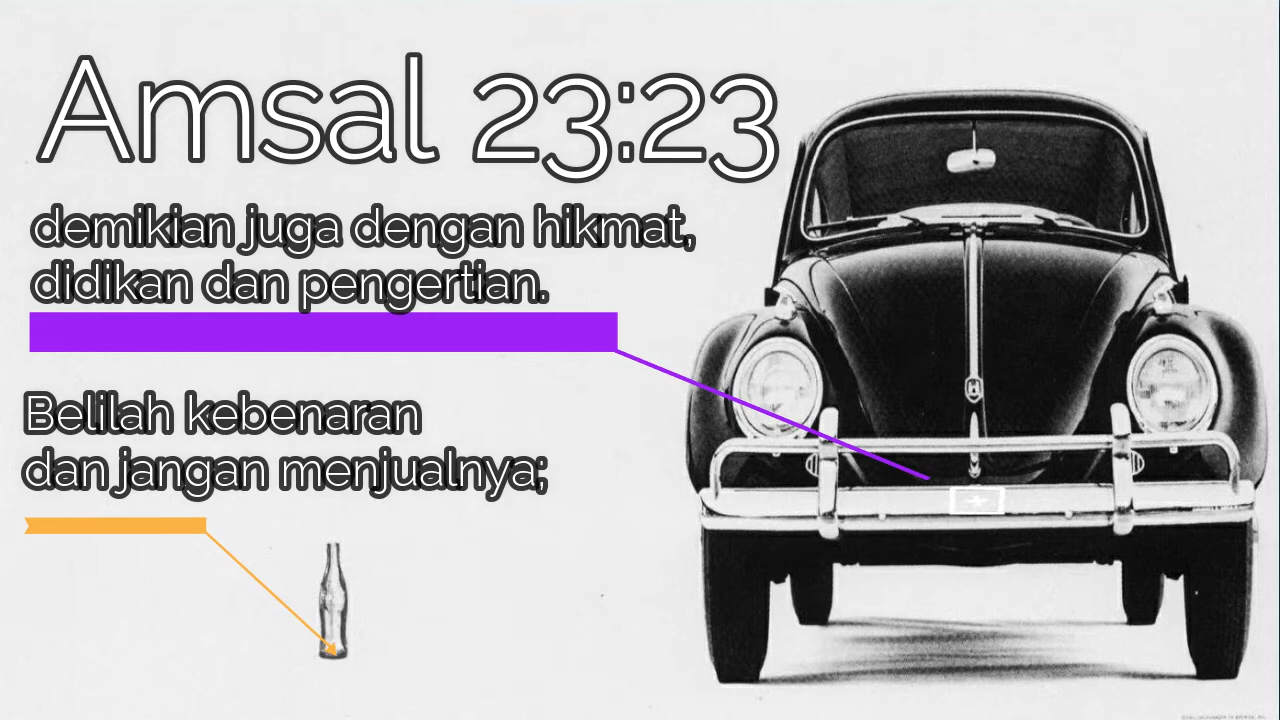 Amsal 23:23
demikian juga dengan hikmat,
didikan dan pengertian.
Belilah kebenaran
dan jangan menjualnya;